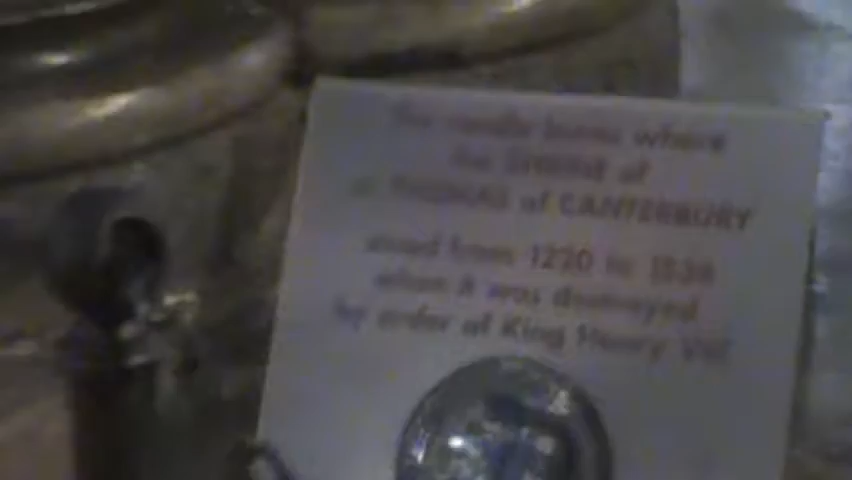 The candle burns where
the SHRINE of
St THOMAS of CANTERBURY
stood from 1220 to 1538
when it was destroyed
by order of King Henry VIII